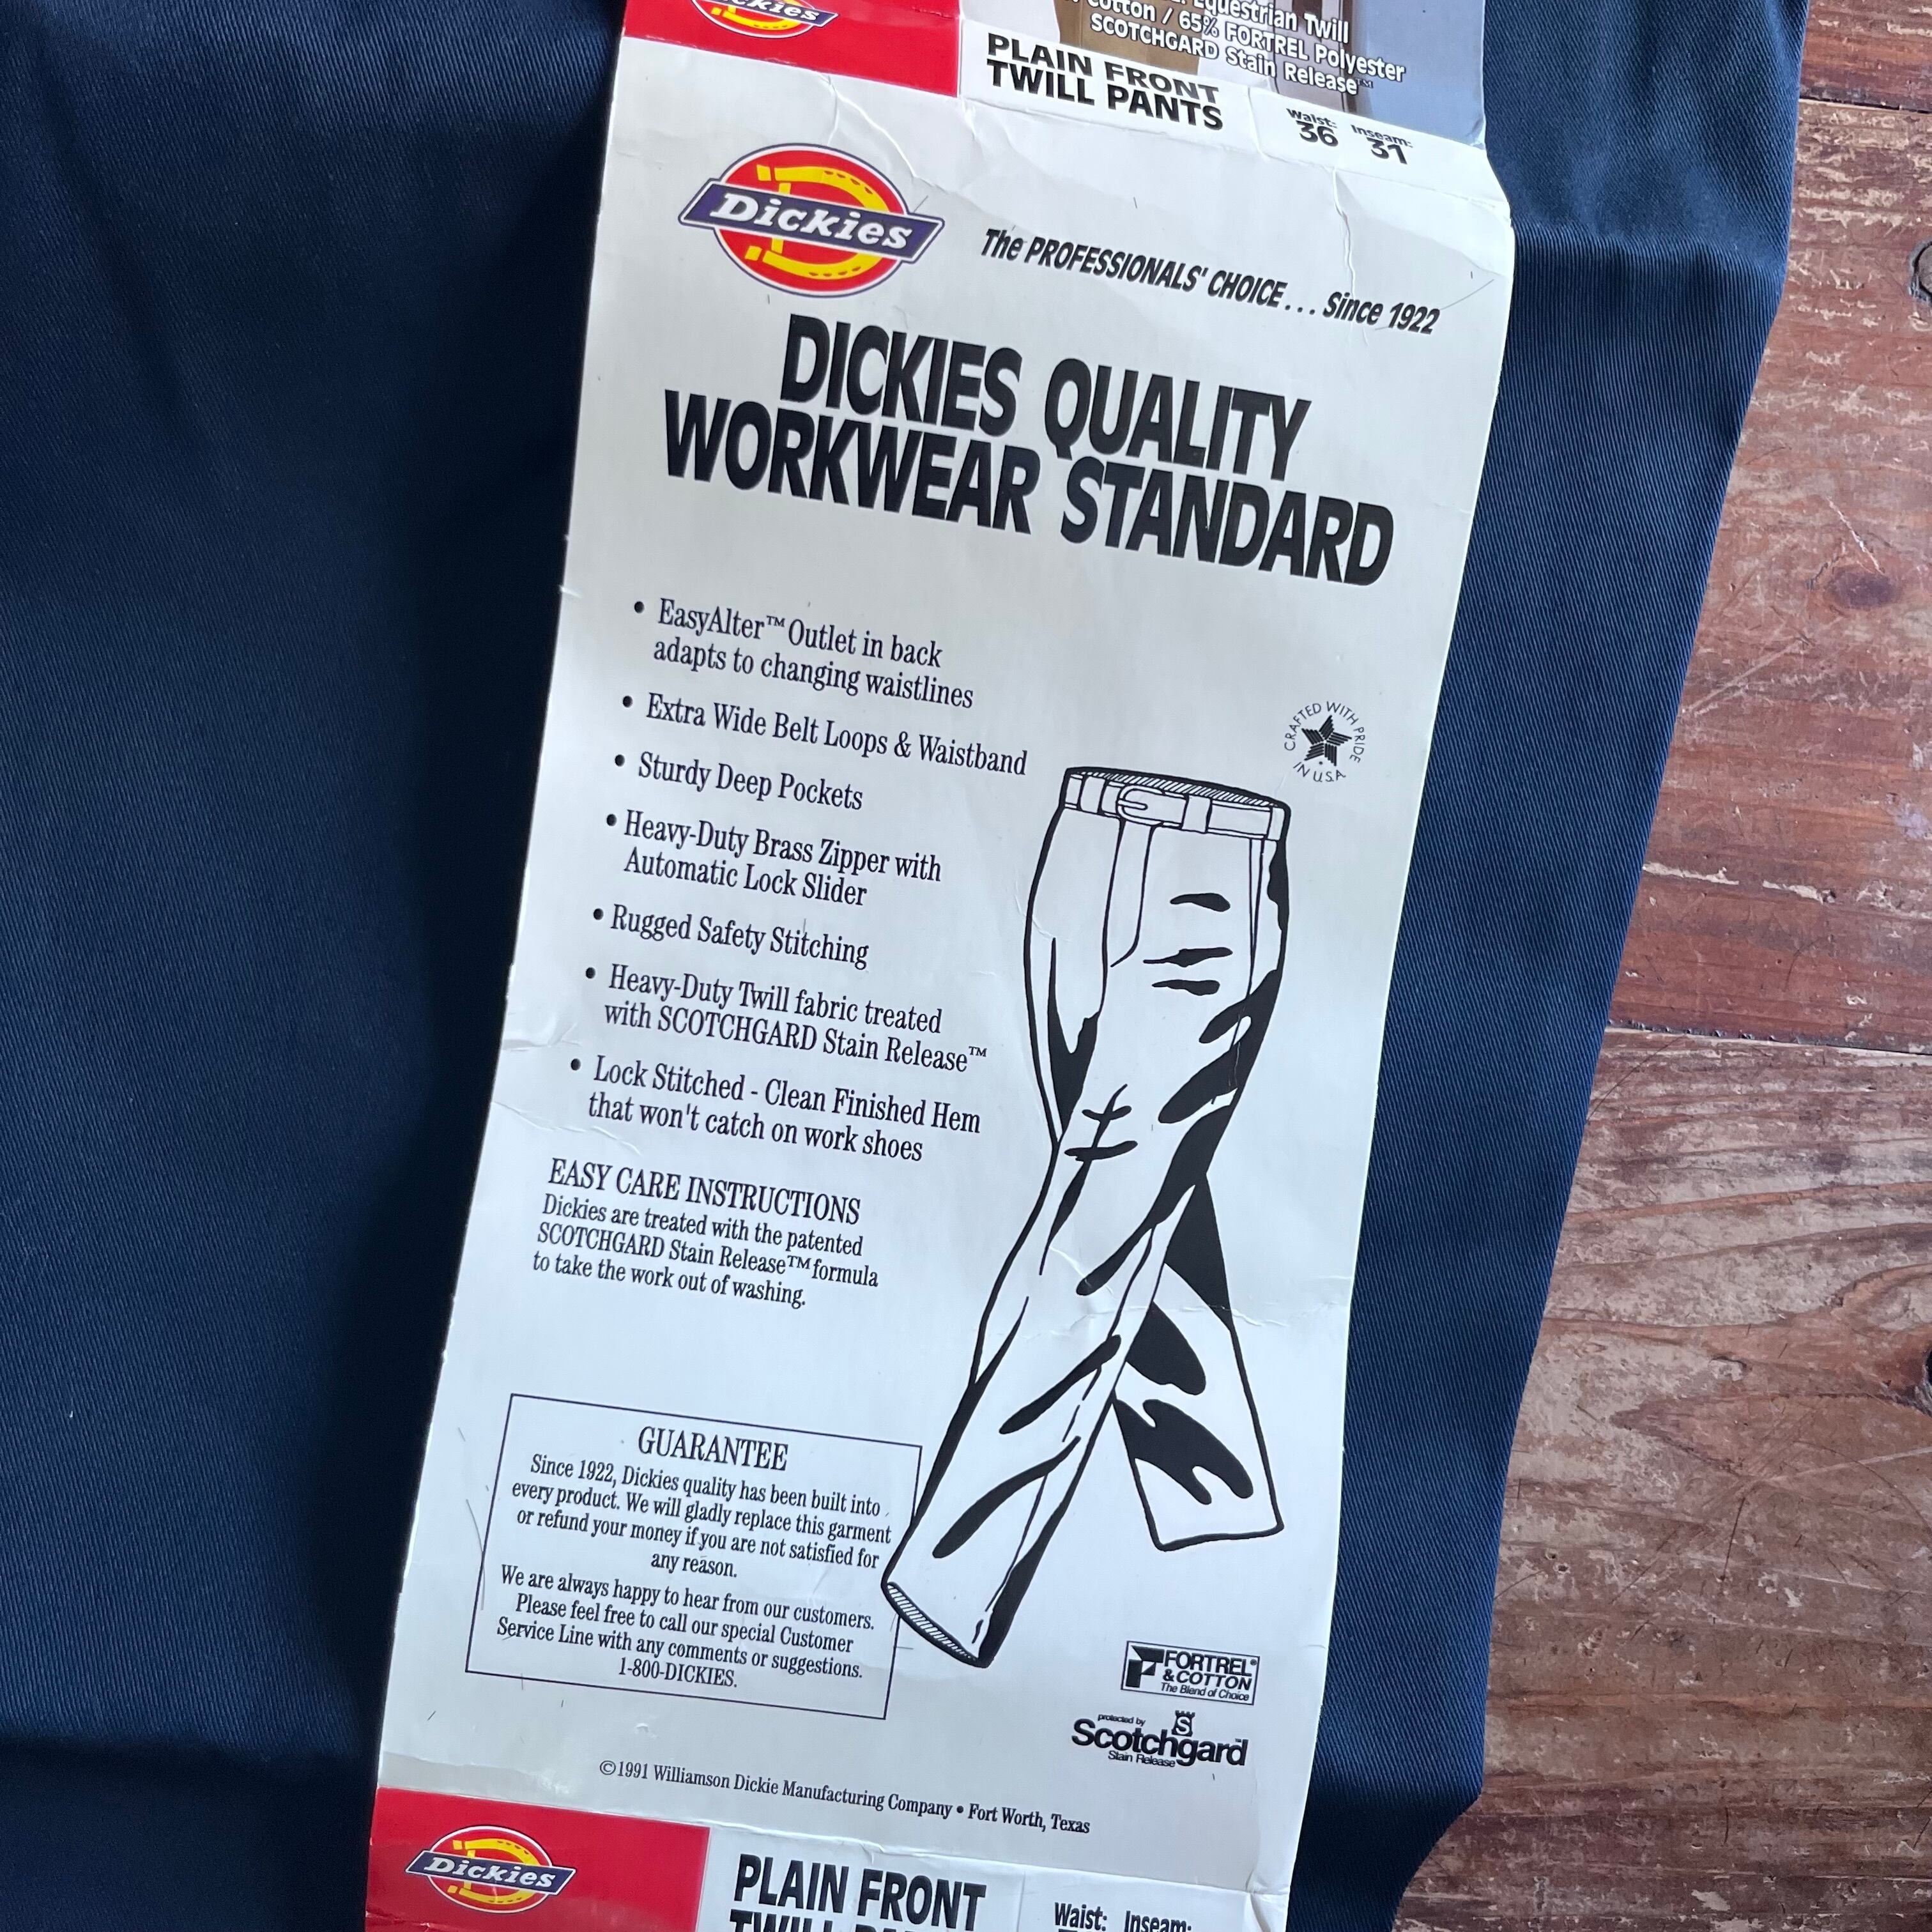 Dickies
Equestrian Twill
Cotton / 65% FORTREL Polyester
SCOTCHGARD Stain Release™
PLAIN FRONT
TWILL PANTS
Waist: Inseam:
36 31
Dickies
The PROFESSIONALS' CHOICE . . . Since 1922
DICKIES QUALITY
WORKWEAR STANDARD
• EasyAlter™ Outlet in back
adapts to changing waistlines
• Extra Wide Belt Loops & Waistband
• Sturdy Deep Pockets
• Heavy-Duty Brass Zipper with
Automatic Lock Slider
• Rugged Safety Stitching
• Heavy-Duty Twill fabric treated
with SCOTCHGARD Stain Release™
• Lock Stitched - Clean Finished Hem
that won't catch on work shoes
CRAFTED WITH PRIDE
IN U.S.A
EASY CARE INSTRUCTIONS
Dickies are treated with the patented
SCOTCHGARD Stain Release™ formula
to take the work out of washing.
GUARANTEE
Since 1922, Dickies quality has been built into
every product. We will gladly replace this garment
or refund your money if you are not satisfied for
any reason.
We are always happy to hear from our customers.
Please feel free to call our special Customer
Service Line with any comments or suggestions.
1-800-DICKIES.
FORTREL®
& COTTON
The Blend of Choice
protected by
Scotchgard™
Stain Release
©1991 Williamson Dickie Manufacturing Company • Fort Worth, Texas
Dickies
PLAIN FRONT
Waist: Inseam: